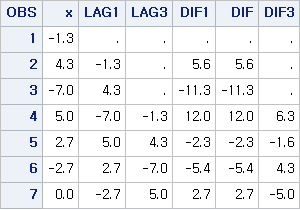 OBS x LAG1 LAG3 DIF1 DIF DIF3
1 -1.3 . . . . .
2 4.3 -1.3 . 5.6 5.6 .
3 -7.0 4.3 . -11.3 -11.3 .
4 5.0 -7.0 -1.3 12.0 12.0 6.3
5 2.7 5.0 4.3 -2.3 -2.3 -1.6
6 -2.7 2.7 -7.0 -5.4 -5.4 4.3
7 0.0 -2.7 5.0 2.7 2.7 -5.0